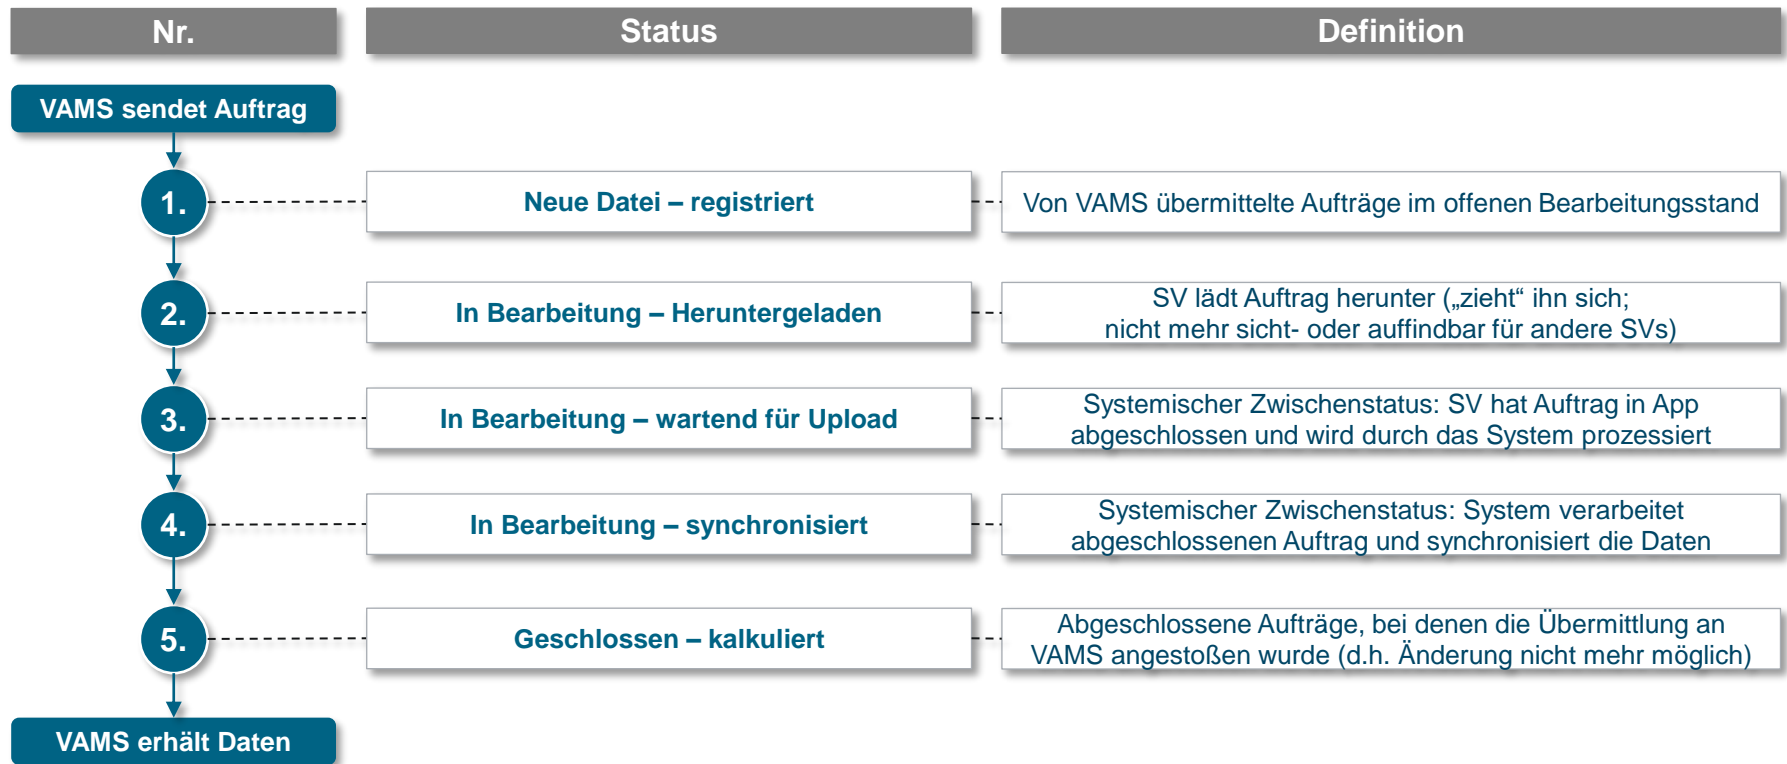 Nr.
Status
Definition
VAMS sendet Auftrag
1.
Neue Datei – registriert
Von VAMS übermittelte Aufträge im offenen Bearbeitungsstand
2.
In Bearbeitung – Heruntergeladen
SV lädt Auftrag herunter („zieht“ ihn sich;
nicht mehr sicht- oder auffindbar für andere SVs)
3.
In Bearbeitung – wartend für Upload
Systemischer Zwischenstatus: SV hat Auftrag in App
abgeschlossen und wird durch das System prozessiert
4.
In Bearbeitung – synchronisiert
Systemischer Zwischenstatus: System verarbeitet
abgeschlossenen Auftrag und synchronisiert die Daten
5.
Geschlossen – kalkuliert
Abgeschlossene Aufträge, bei denen die Übermittlung an
VAMS angestoßen wurde (d.h. Änderung nicht mehr möglich)
VAMS erhält Daten